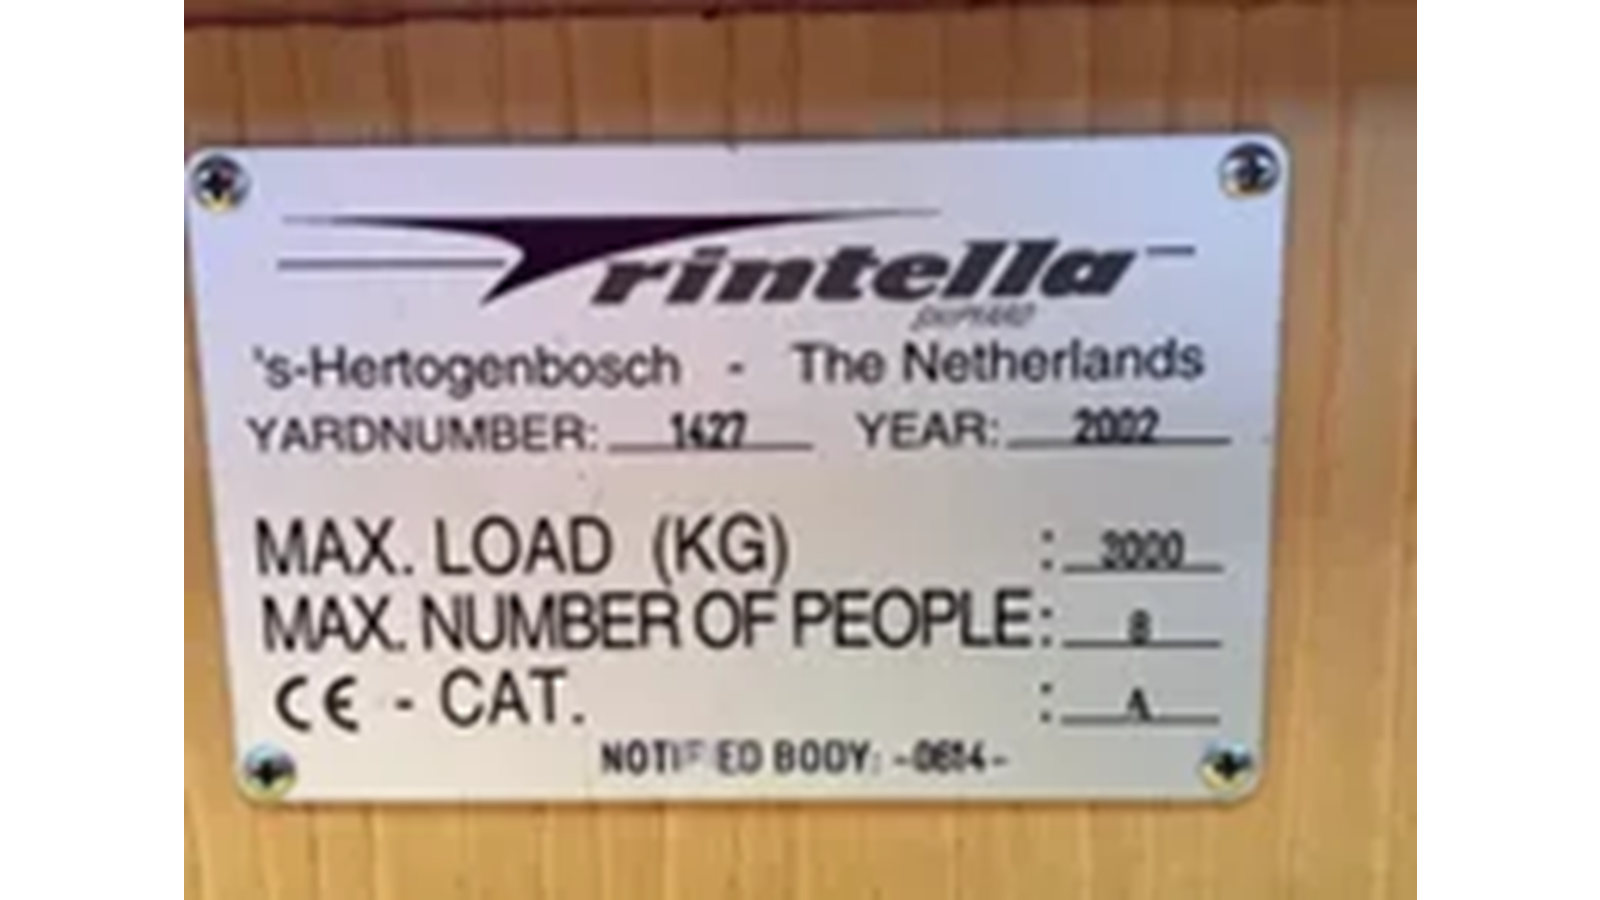 Trintella
SHIPYARD
's-Hertogenbosch - The Netherlands
YARDNUMBER: 1427 YEAR: 2002
MAX. LOAD (KG) : 3000
MAX. NUMBER OF PEOPLE: 8
CE - CAT. : A
NOTIFIED BODY: -0614-